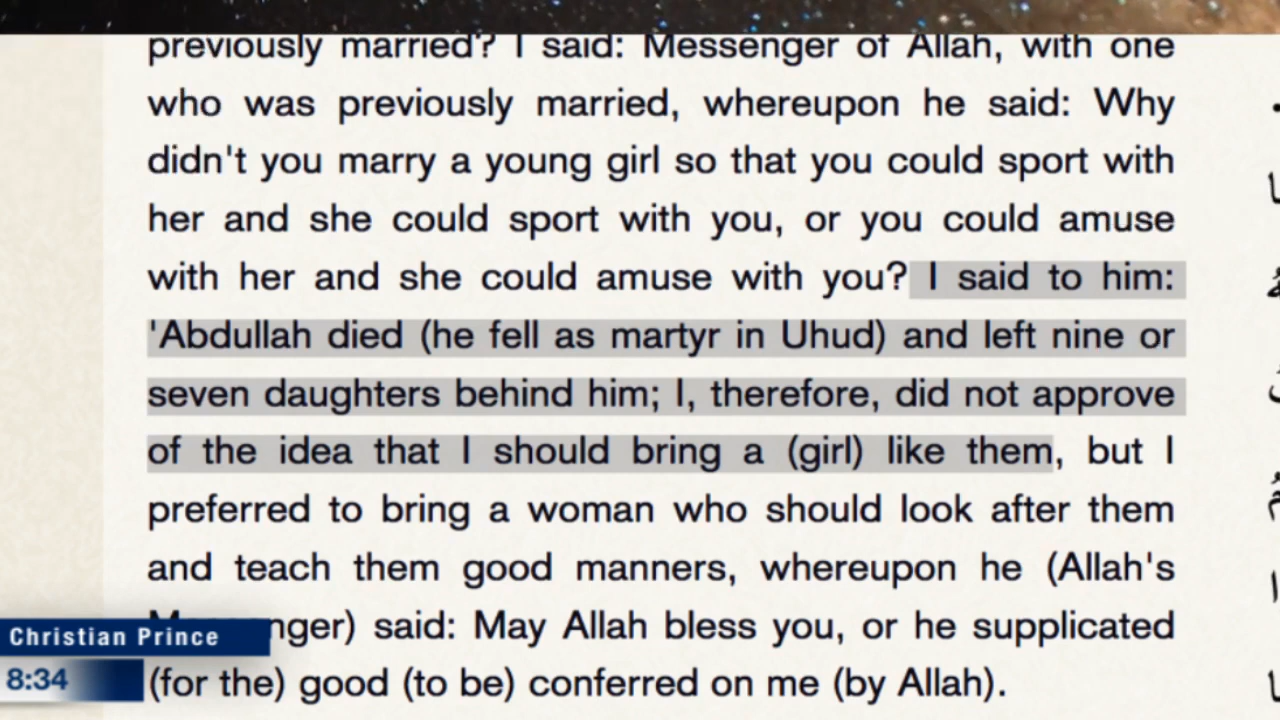 previously married? I said: Messenger of Allah, with one
who was previously married, whereupon he said: Why
didn't you marry a young girl so that you could sport with
her and she could sport with you, or you could amuse
with her and she could amuse with you? I said to him:
'Abdullah died (he fell as martyr in Uhud) and left nine or
seven daughters behind him; I, therefore, did not approve
of the idea that I should bring a (girl) like them, but I
preferred to bring a woman who should look after them
and teach them good manners, whereupon he (Allah's
nger) said: May Allah bless you, or he supplicated
(for the) good (to be) conferred on me (by Allah).
Christian Prince
8:34